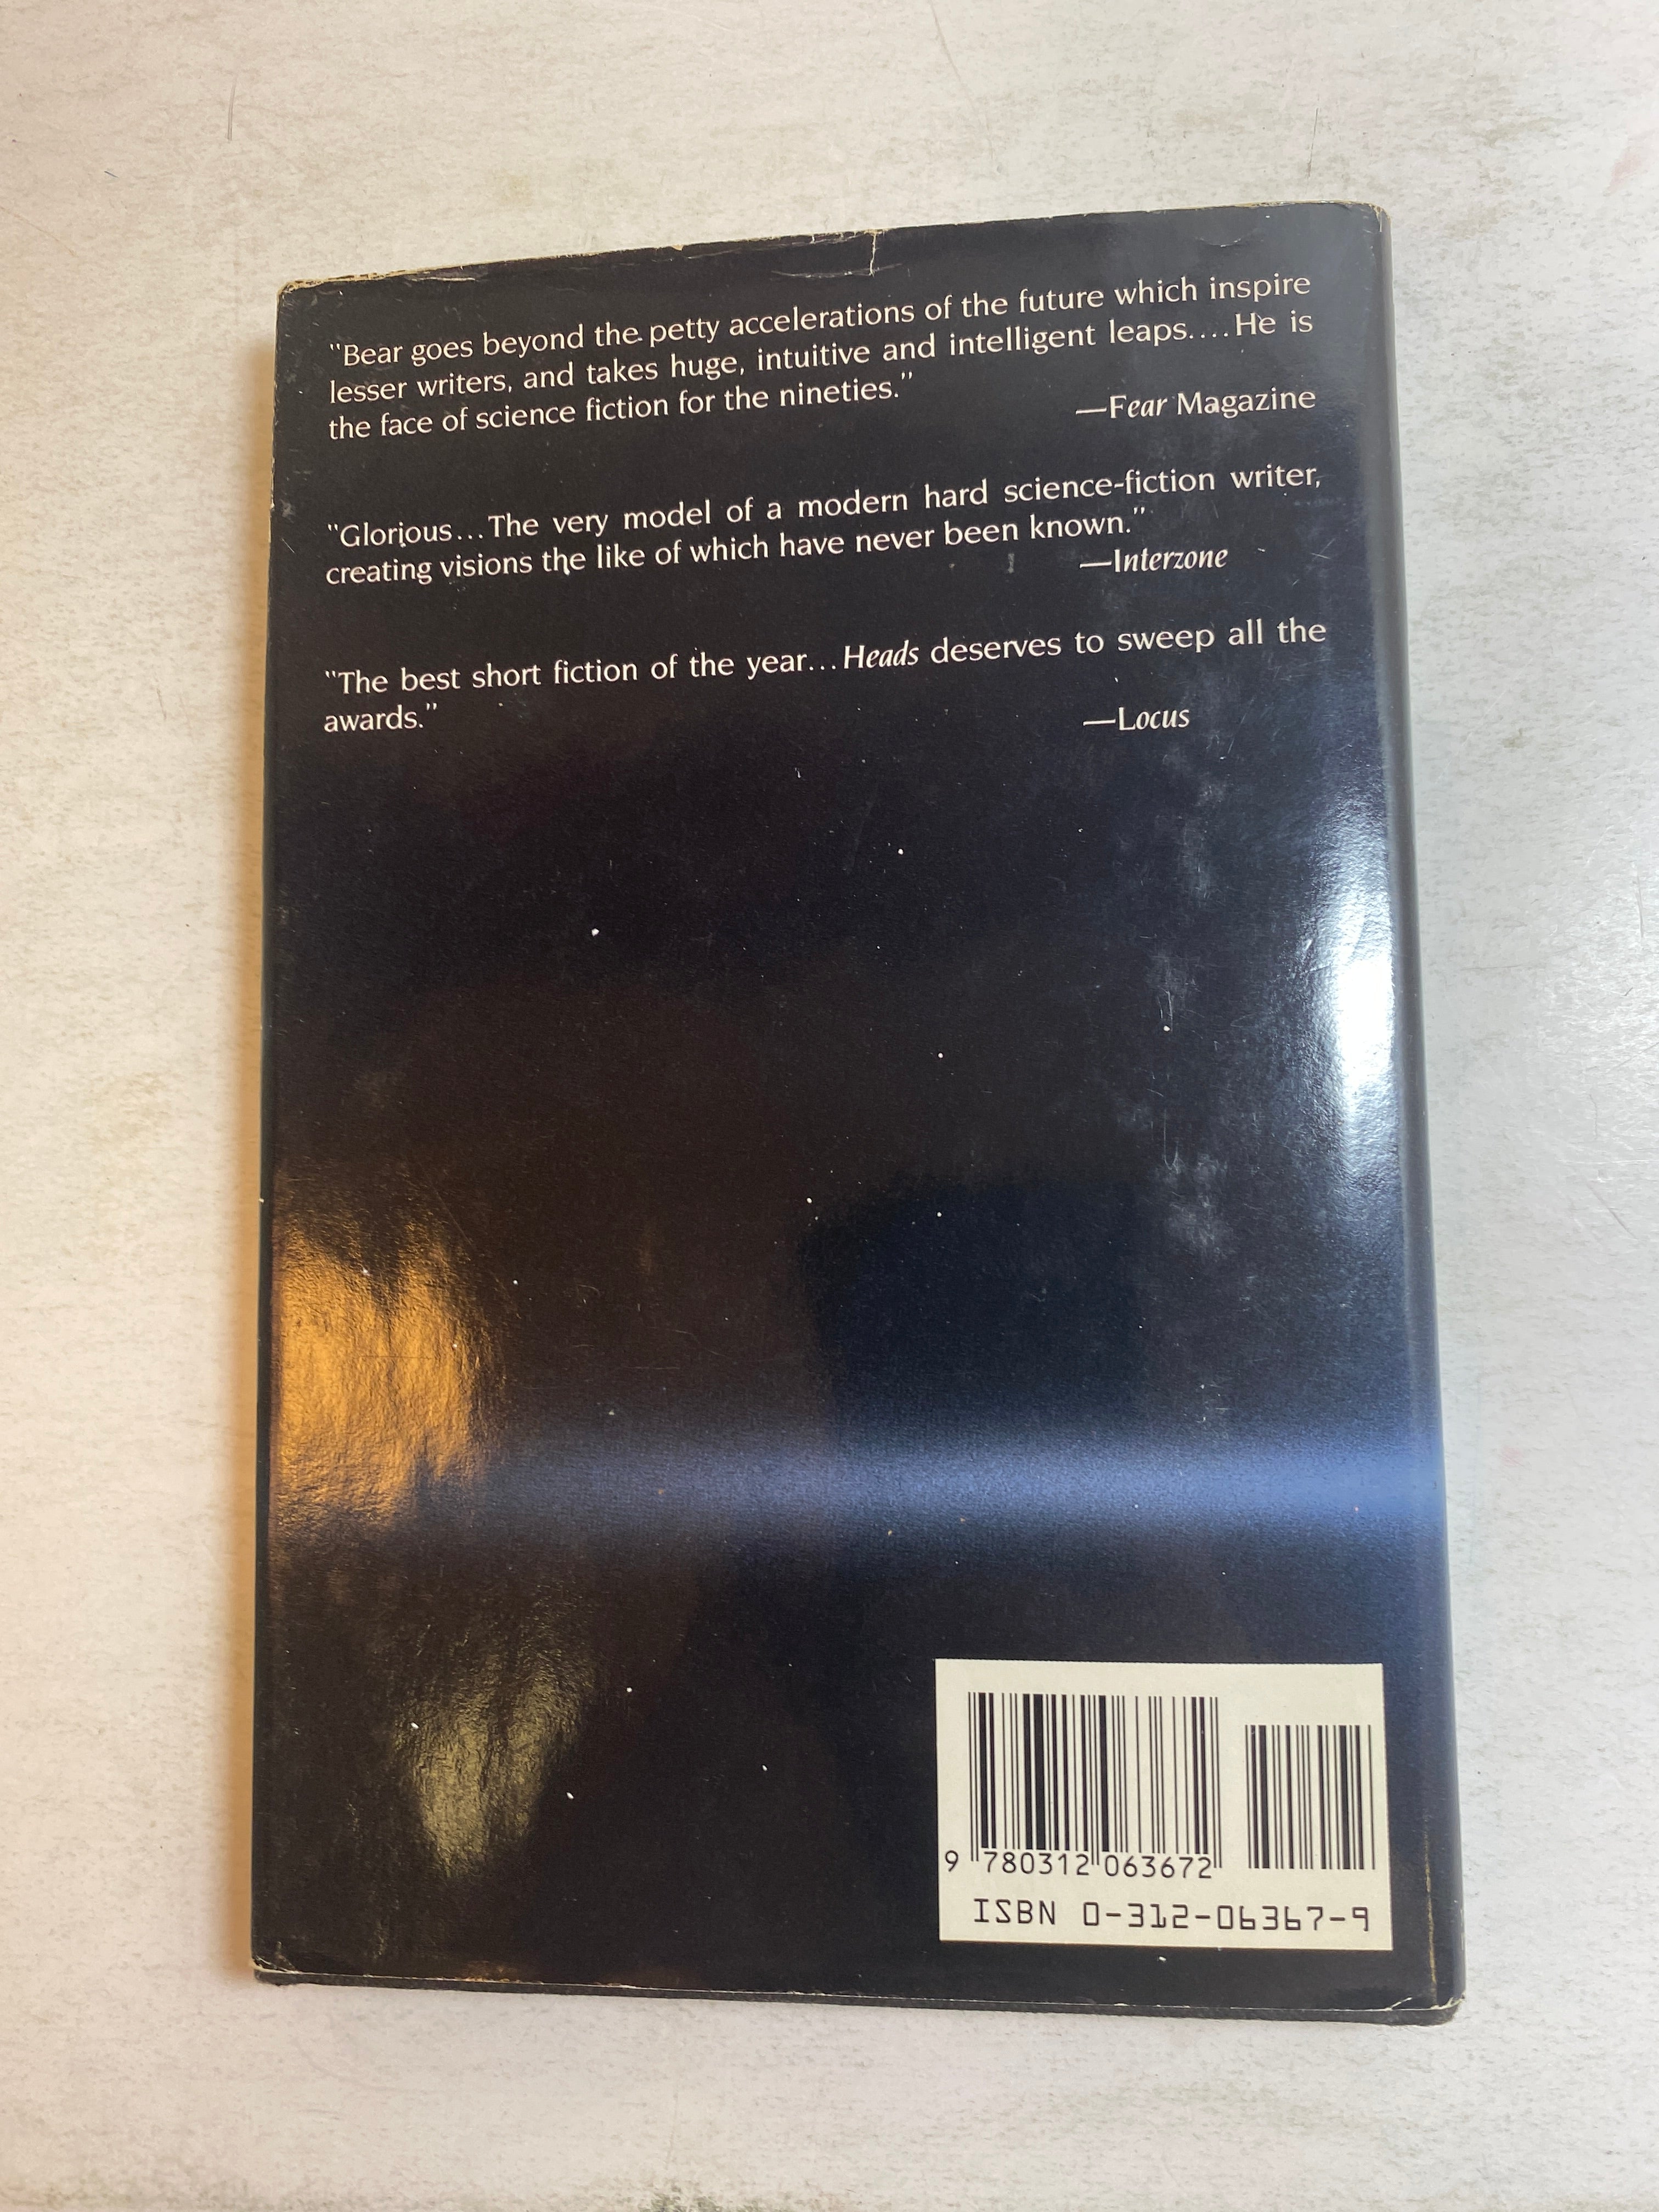 "Bear goes beyond the petty accelerations of the future which inspire
lesser writers, and takes huge, intuitive and intelligent leaps....He is
the face of science fiction for the nineties."
—Fear Magazine
"Glorious...The very model of a modern hard science-fiction writer,
creating visions the like of which have never been known."
—Interzone
"The best short fiction of the year...Heads deserves to sweep all the
awards."
—Locus
9 780312 063672
ISBN 0-312-06367-9